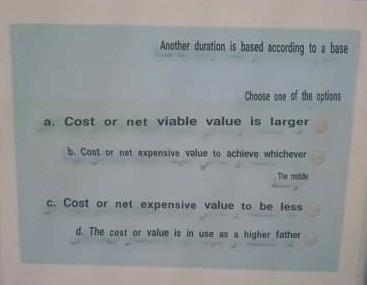 Another duration is based according to a base
Choose one of the options
a. Cost or net viable value is larger
b. Cost or net expensive value to achieve whichever
The middle
c. Cost or net expensive value to be less
d. The cost or value is in use as a higher father